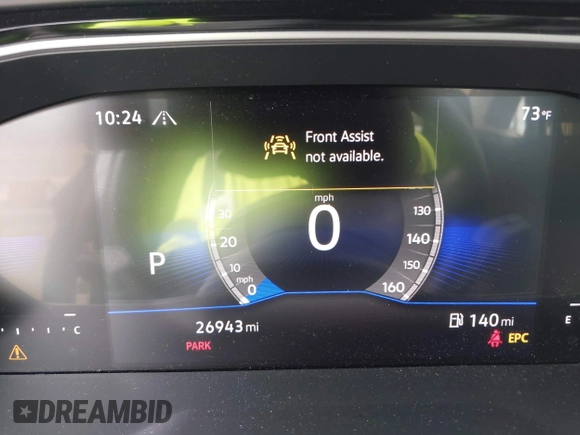 10:24
73°F
Front Assist
not available.
mph
0
30
20
10
mph
0
130
140
150
160
P
C
26943 mi
PARK
140 mi
EPC
E
#DREAMBID